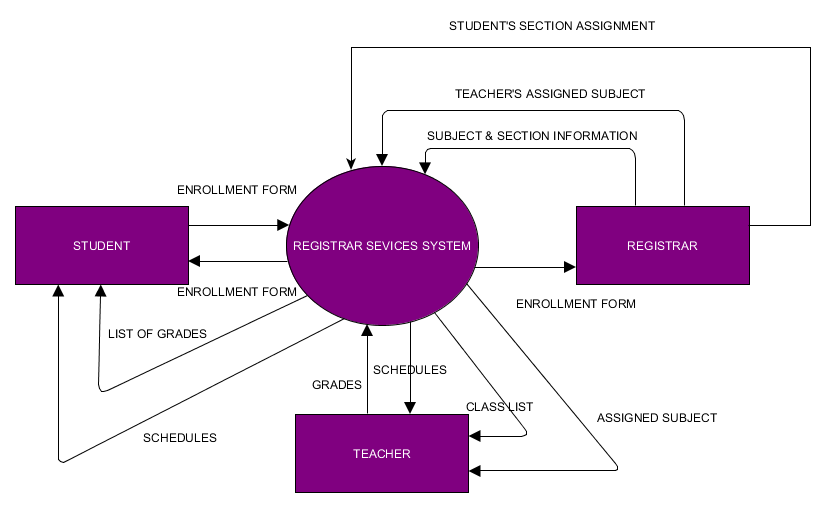 STUDENT'S SECTION ASSIGNMENT
TEACHER'S ASSIGNED SUBJECT
SUBJECT & SECTION INFORMATION
ENROLLMENT FORM
STUDENT
REGISTRAR SEVICES SYSTEM
REGISTRAR
ENROLLMENT FORM
ENROLLMENT FORM
LIST OF GRADES
SCHEDULES
GRADES
CLASS LIST
ASSIGNED SUBJECT
SCHEDULES
TEACHER